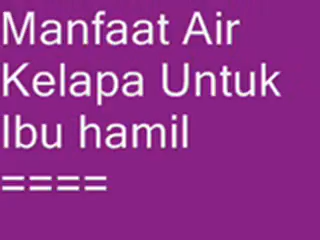 Manfaat Air
Kelapa Untuk
Ibu hamil
====